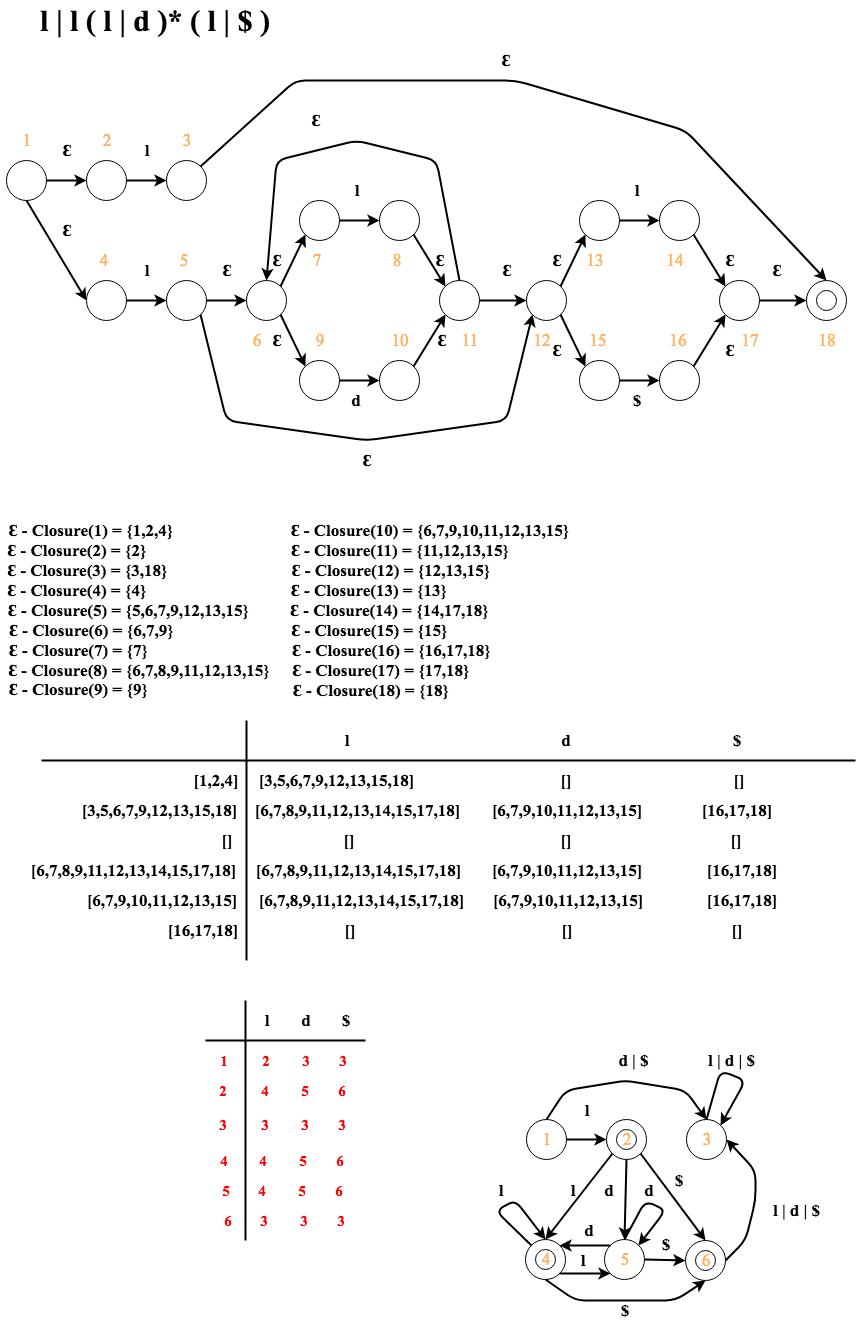 l | l ( l | d )* ( l | $ )
ε
ε
1 2 3
ε l
ε
l
l
4 5
ε
ε
7
8
ε
ε
13
14
ε
l
ε
ε
ε
6
ε
9
10
ε
11
12
ε
15
16
ε
17
18
d
$
ε
ε - Closure(1) = {1,2,4}
ε - Closure(2) = {2}
ε - Closure(3) = {3,18}
ε - Closure(4) = {4}
ε - Closure(5) = {5,6,7,9,12,13,15}
ε - Closure(6) = {6,7,9}
ε - Closure(7) = {7}
ε - Closure(8) = {6,7,8,9,11,12,13,15}
ε - Closure(9) = {9}
ε - Closure(10) = {6,7,9,10,11,12,13,15}
ε - Closure(11) = {11,12,13,15}
ε - Closure(12) = {12,13,15}
ε - Closure(13) = {13}
ε - Closure(14) = {14,17,18}
ε - Closure(15) = {15}
ε - Closure(16) = {16,17,18}
ε - Closure(17) = {17,18}
ε - Closure(18) = {18}
l d $
[1,2,4] [3,5,6,7,9,12,13,15,18] [] []
[3,5,6,7,9,12,13,15,18] [6,7,8,9,11,12,13,14,15,17,18] [6,7,9,10,11,12,13,15] [16,17,18]
[] [] [] []
[6,7,8,9,11,12,13,14,15,17,18] [6,7,8,9,11,12,13,14,15,17,18] [6,7,9,10,11,12,13,15] [16,17,18]
[6,7,9,10,11,12,13,15] [6,7,8,9,11,12,13,14,15,17,18] [6,7,9,10,11,12,13,15] [16,17,18]
[16,17,18] [] [] []
l d $
1 2 3 3
2 4 5 6
3 3 3 3
4 4 5 6
5 4 5 6
6 3 3 3
d | $ l | d | $
l
1 2 3
$
l l d d
l | d | $
d
$
4 5 6
l
$